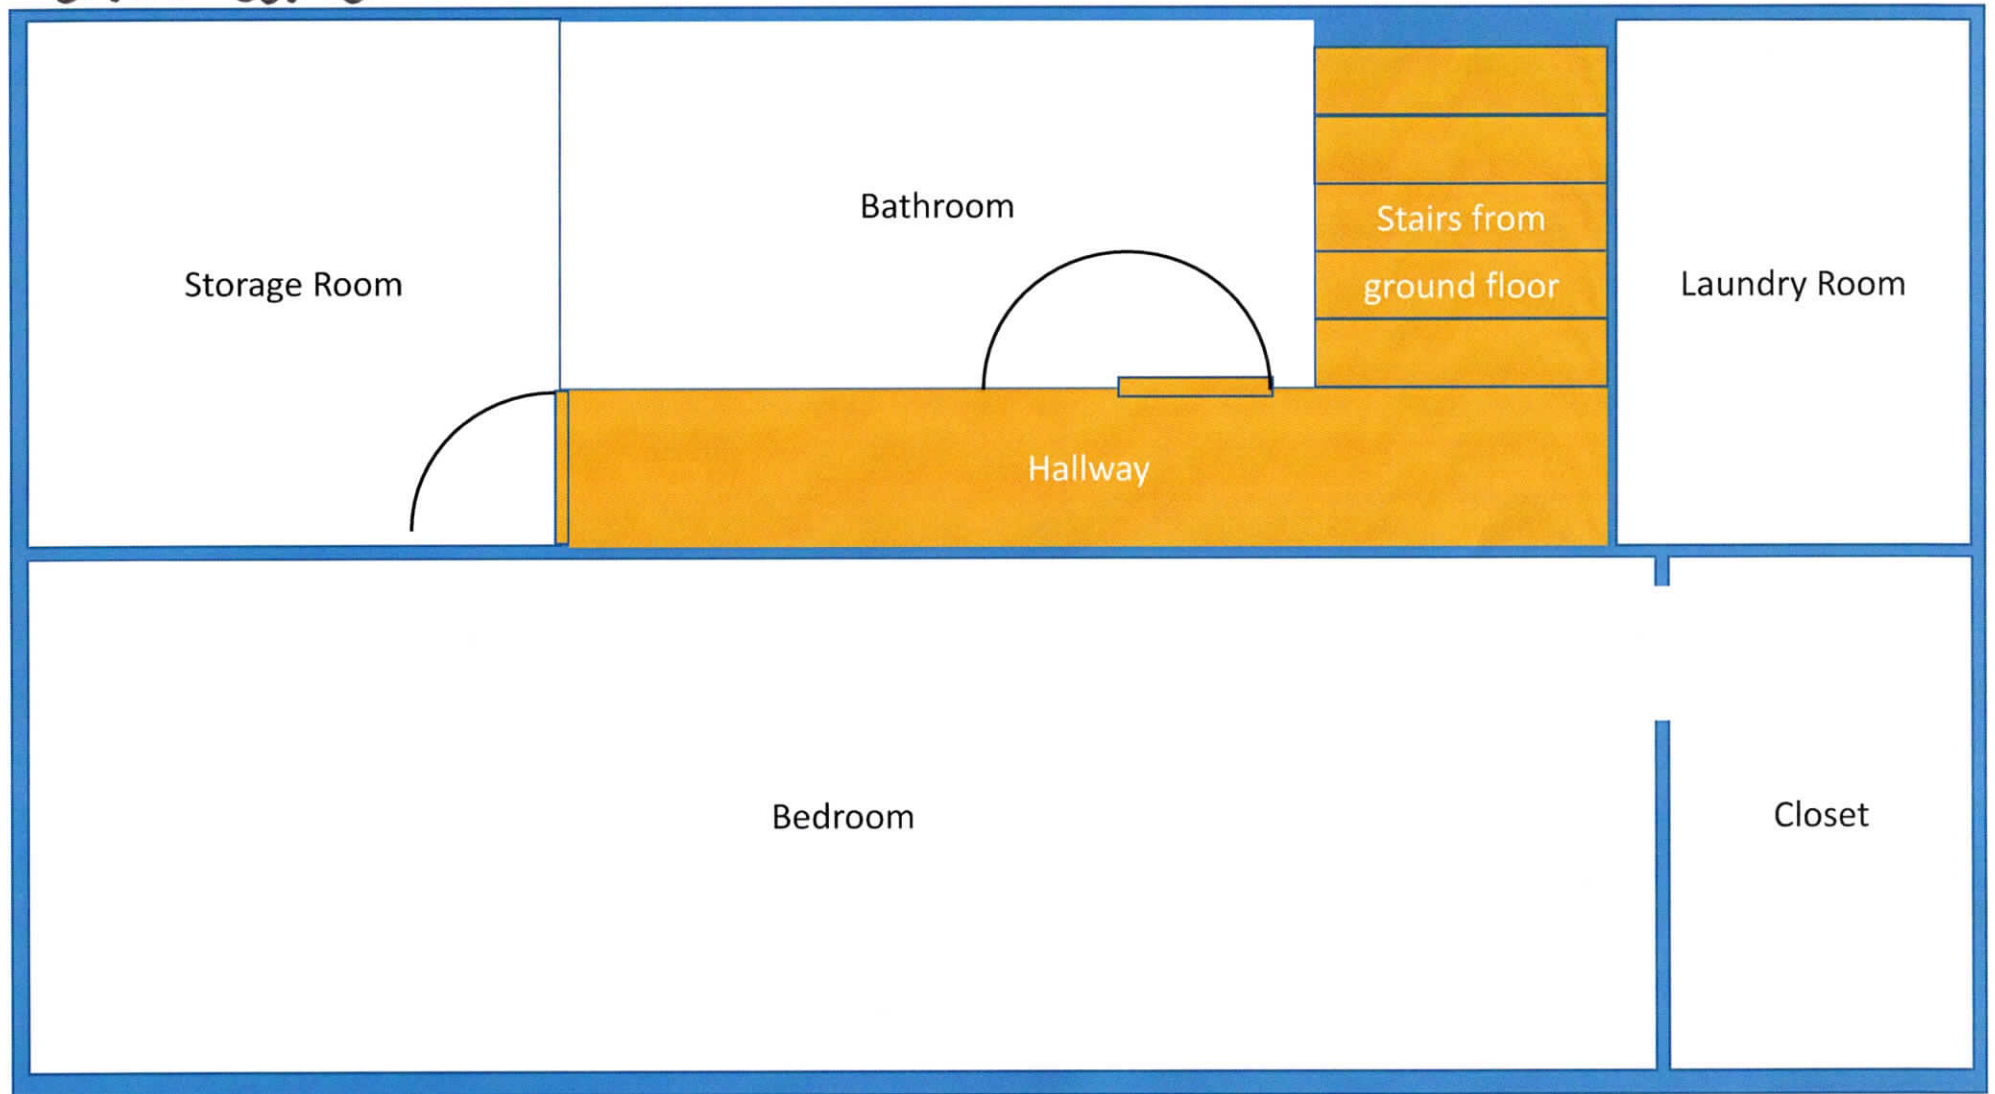 Bathroom
Stairs from
Storage Room
ground floor
Laundry Room
Hallway
Bedroom
Closet